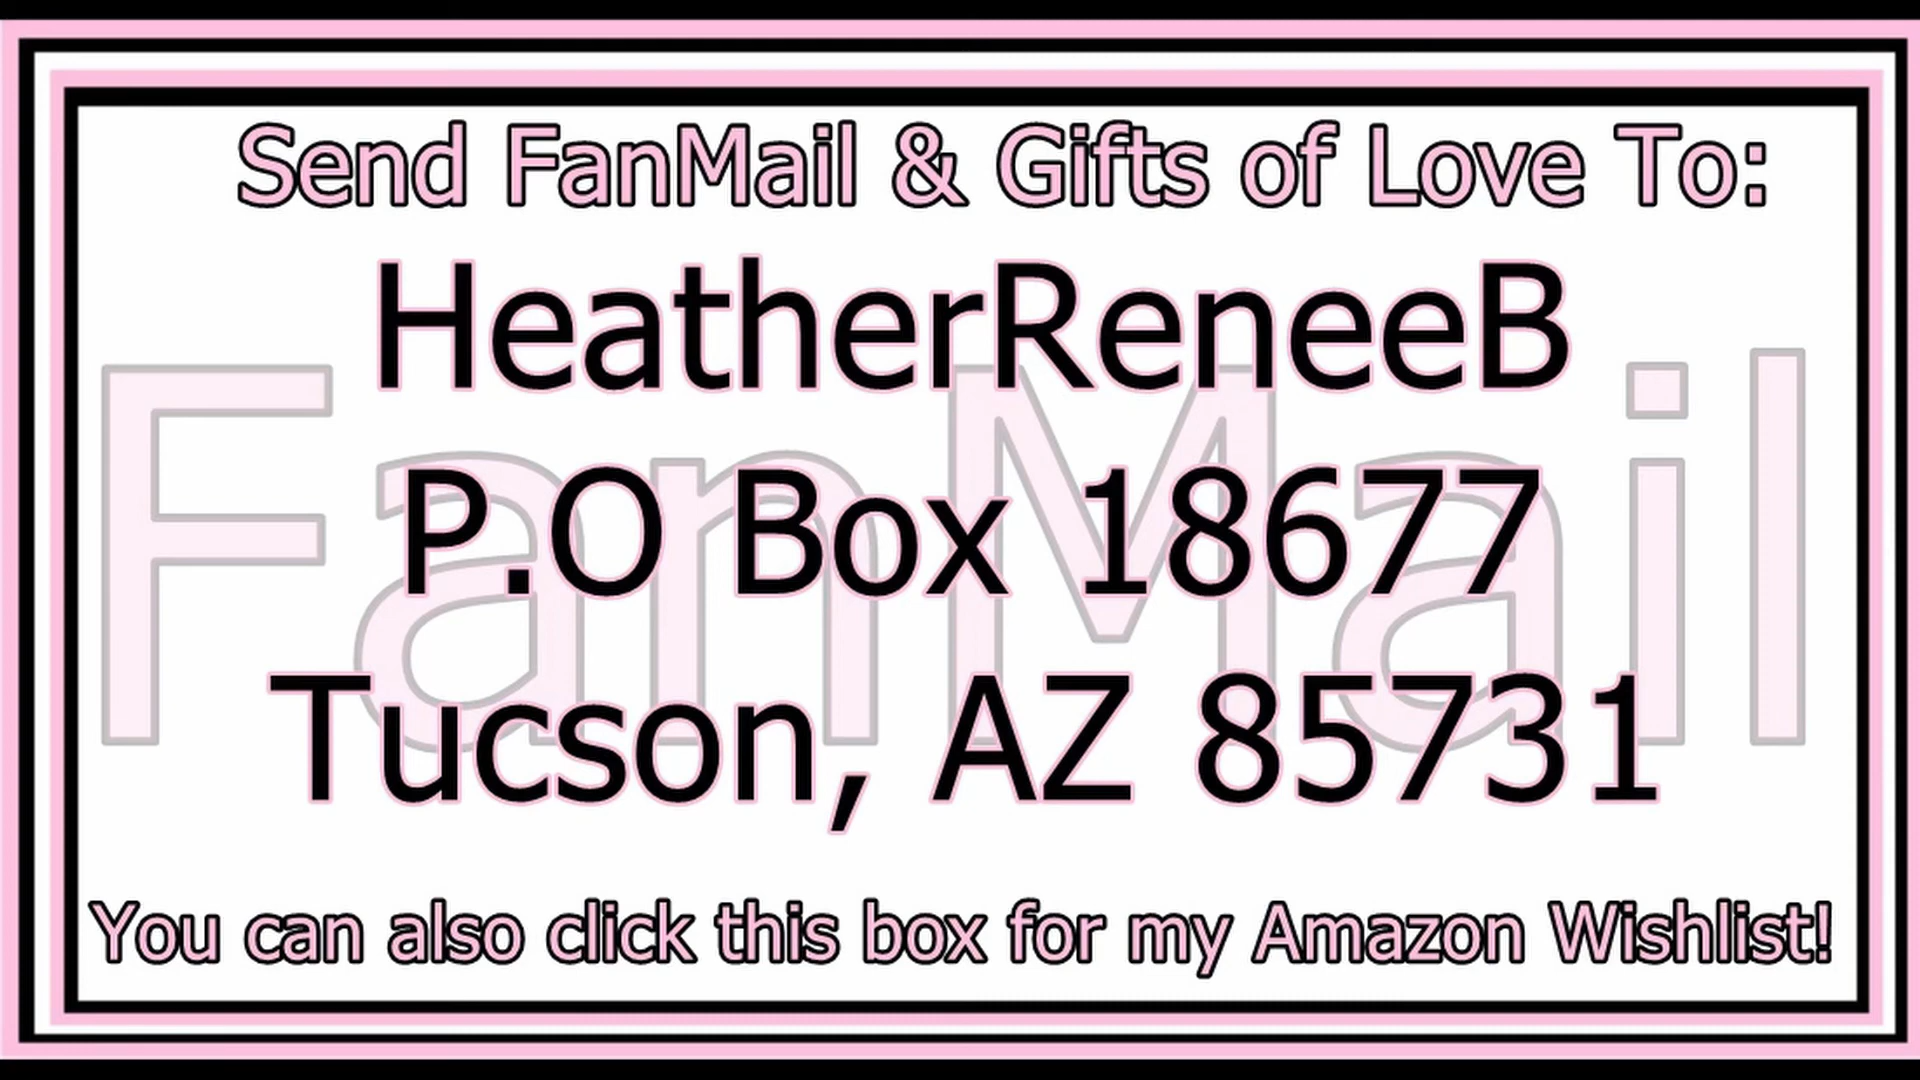 Send FanMail & Gifts of Love To:
HeatherReneeB
FanMail
P.O Box 18677
Tucson, AZ 85731
You can also click this box for my Amazon Wishlist!